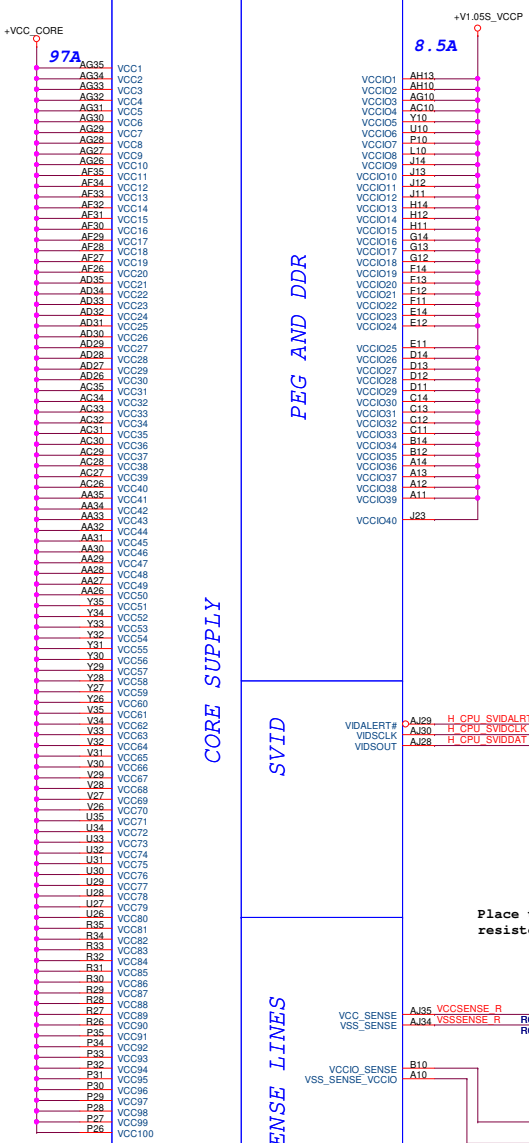 +VCC_CORE
97A
AG35 VCC1
AG34 VCC2
AG33 VCC3
AG32 VCC4
AG31 VCC5
AG30 VCC6
AG29 VCC7
AG28 VCC8
AG27 VCC9
AG26 VCC10
AF35 VCC11
AF34 VCC12
AF33 VCC13
AF32 VCC14
AF31 VCC15
AF30 VCC16
AF29 VCC17
AF28 VCC18
AF27 VCC19
AF26 VCC20
AD35 VCC21
AD34 VCC22
AD33 VCC23
AD32 VCC24
AD31 VCC25
AD30 VCC26
AD29 VCC27
AD28 VCC28
AD27 VCC29
AD26 VCC30
AC35 VCC31
AC34 VCC32
AC33 VCC33
AC32 VCC34
AC31 VCC35
AC30 VCC36
AC29 VCC37
AC28 VCC38
AC27 VCC39
AC26 VCC40
AA35 VCC41
AA34 VCC42
AA33 VCC43
AA32 VCC44
AA31 VCC45
AA30 VCC46
AA29 VCC47
AA28 VCC48
AA27 VCC49
AA26 VCC50
Y35 VCC51
Y34 VCC52
Y33 VCC53
Y32 VCC54
Y31 VCC55
Y30 VCC56
Y29 VCC57
Y28 VCC58
Y27 VCC59
Y26 VCC60
V35 VCC61
V34 VCC62
V33 VCC63
V32 VCC64
V31 VCC65
V30 VCC66
V29 VCC67
V28 VCC68
V27 VCC69
V26 VCC70
U35 VCC71
U34 VCC72
U33 VCC73
U32 VCC74
U31 VCC75
U30 VCC76
U29 VCC77
U28 VCC78
U27 VCC79
U26 VCC80
R35 VCC81
R34 VCC82
R33 VCC83
R32 VCC84
R31 VCC85
R30 VCC86
R29 VCC87
R28 VCC88
R27 VCC89
R26 VCC90
P35 VCC91
P34 VCC92
P33 VCC93
P32 VCC94
P31 VCC95
P30 VCC96
P29 VCC97
P28 VCC98
P27 VCC99
P26 VCC100
CORE SUPPLY
+V1.05S_VCCP
8.5A
PEG AND DDR
VCCIO1 AH13
VCCIO2 AH10
VCCIO3 AG10
VCCIO4 AC10
VCCIO5 Y10
VCCIO6 U10
VCCIO7 P10
VCCIO8 L10
VCCIO9 J14
VCCIO10 J13
VCCIO11 J12
VCCIO12 J11
VCCIO13 H14
VCCIO14 H12
VCCIO15 H11
VCCIO16 G14
VCCIO17 G13
VCCIO18 G12
VCCIO19 F14
VCCIO20 F13
VCCIO21 F12
VCCIO22 F11
VCCIO23 E14
VCCIO24 E12
VCCIO25 E11
VCCIO26 D14
VCCIO27 D13
VCCIO28 D12
VCCIO29 D11
VCCIO30 C14
VCCIO31 C13
VCCIO32 C12
VCCIO33 C11
VCCIO34 B14
VCCIO35 B12
VCCIO36 A14
VCCIO37 A13
VCCIO38 A12
VCCIO39 A11
VCCIO40 J23
SVID
VIDALERT# AJ29 H_CPU_SVIDALRT
VIDSCLK AJ30 H_CPU_SVIDCLK
VIDSOUT AJ28 H_CPU_SVIDDAT
Place
resist
ENSE LINES
VCC_SENSE AJ35 VCCSENSE_R
VSS_SENSE AJ34 VSSSENSE_R
VCCIO_SENSE B10
VSS_SENSE_VCCIO A10